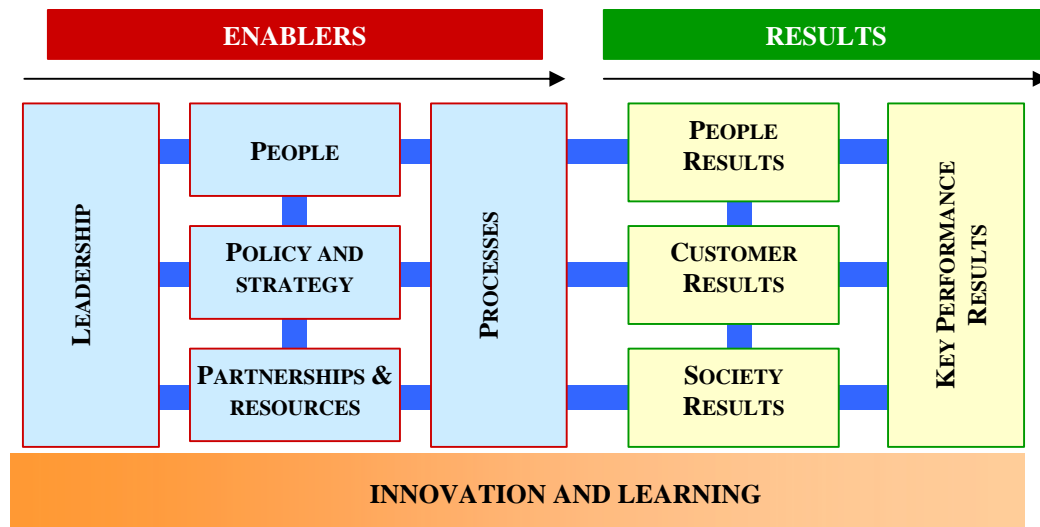 ENABLERS
RESULTS
LEADERSHIP
PEOPLE
POLICY AND
STRATEGY
PARTNERSHIPS &
RESOURCES
PROCESSES
PEOPLE
RESULTS
CUSTOMER
RESULTS
SOCIETY
RESULTS
KEY PERFORMANCE
RESULTS
INNOVATION AND LEARNING